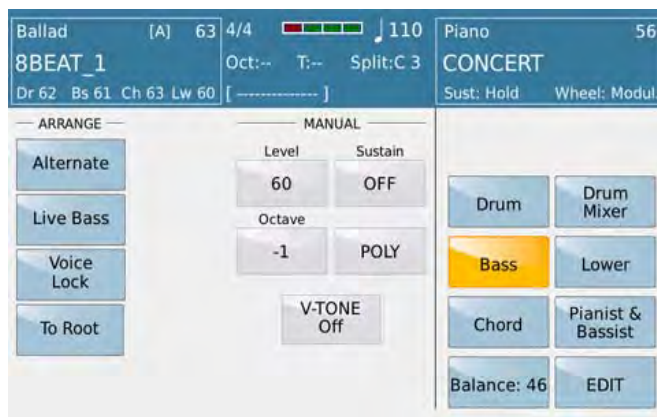 Ballad [A] 63
8BEAT_1
Dr 62 Bs 61 Ch 63 Lw 60
4/4 110
Oct:-- T:-- Split:C 3
[ -------------- ]
Piano 56
CONCERT
Sust: Hold Wheel: Modul.
ARRANGE
Alternate
Live Bass
Voice
Lock
To Root
MANUAL
Level Sustain
60 OFF
Octave
-1 POLY
V-TONE
Off
Drum
Drum
Mixer
Bass
Lower
Chord
Pianist &
Bassist
Balance: 46
EDIT